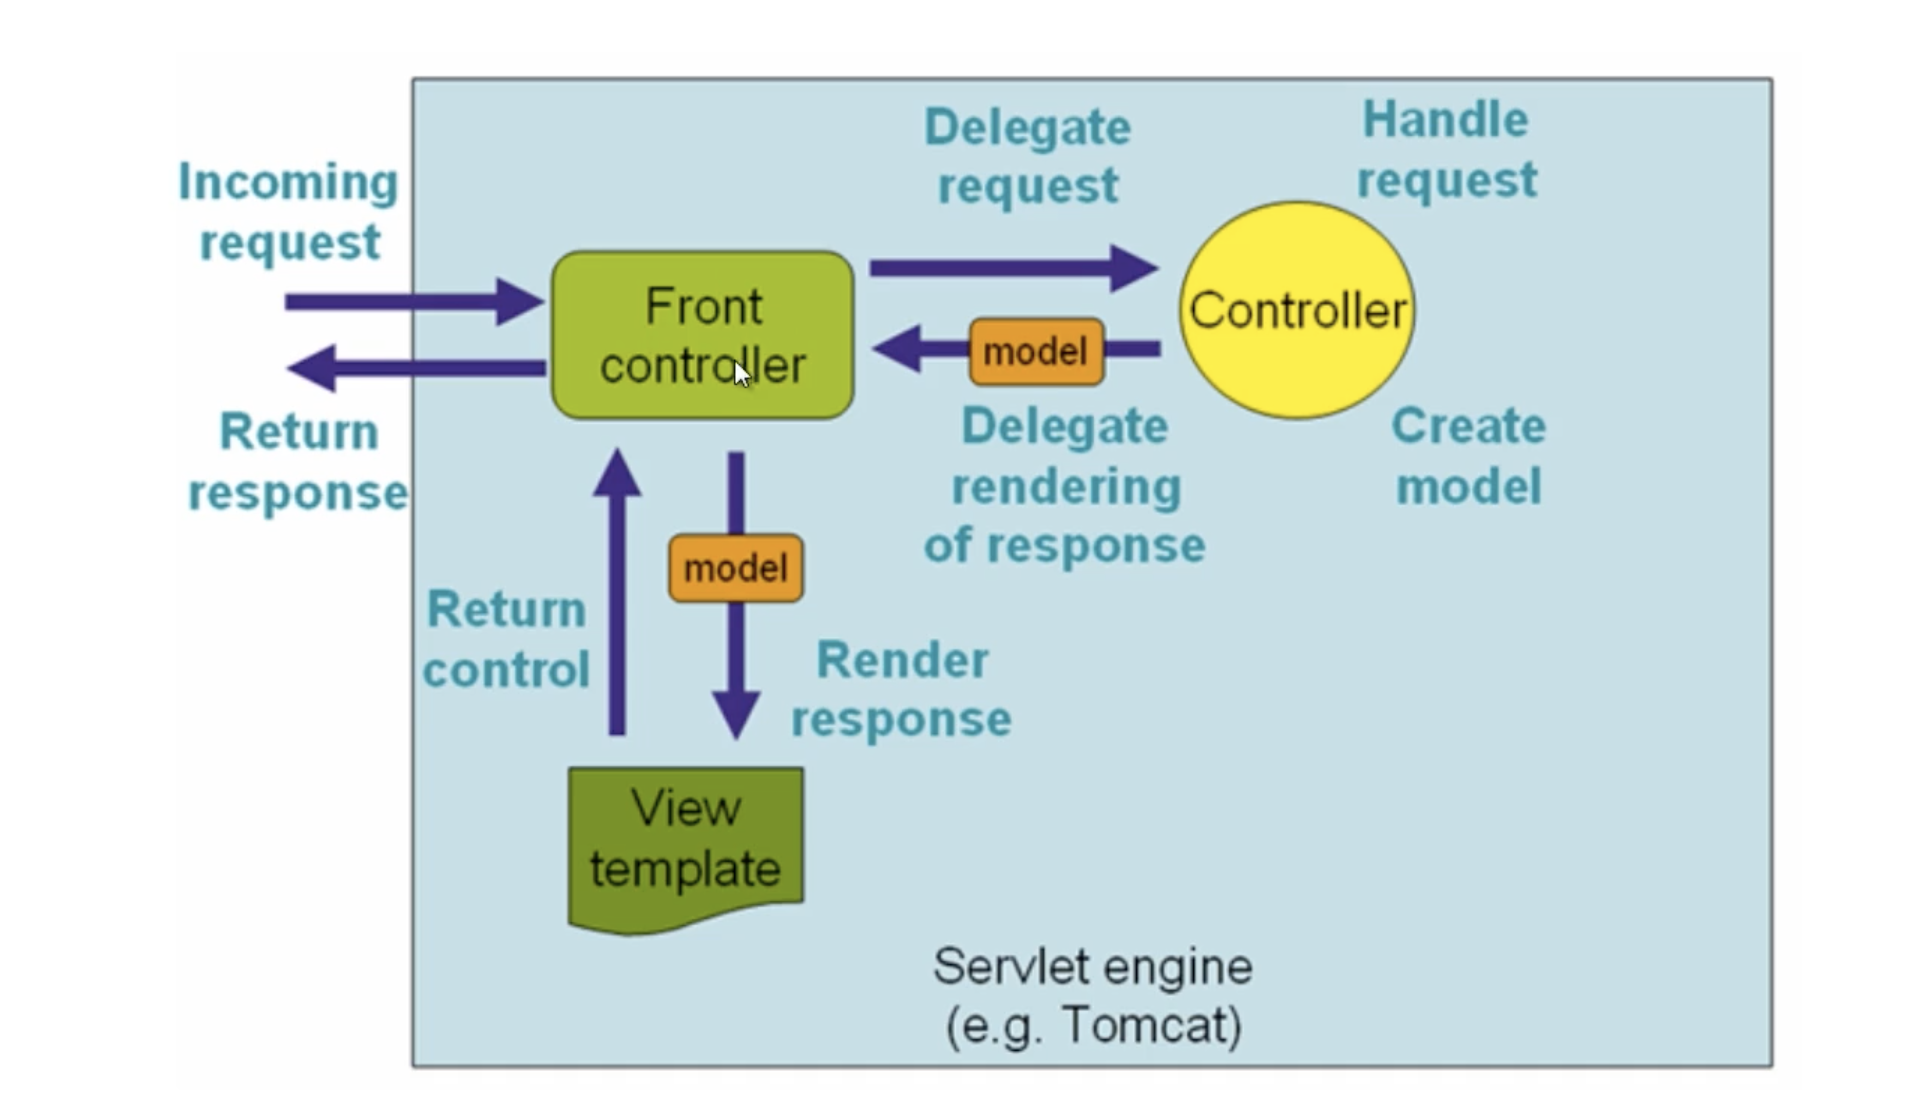 Incoming
request
Return
response
Front
controller
Delegate
request
Handle
request
Controller
model
Delegate
rendering
of response
Create
model
Return
control
model
Render
response
View
template
Servlet engine
(e.g. Tomcat)